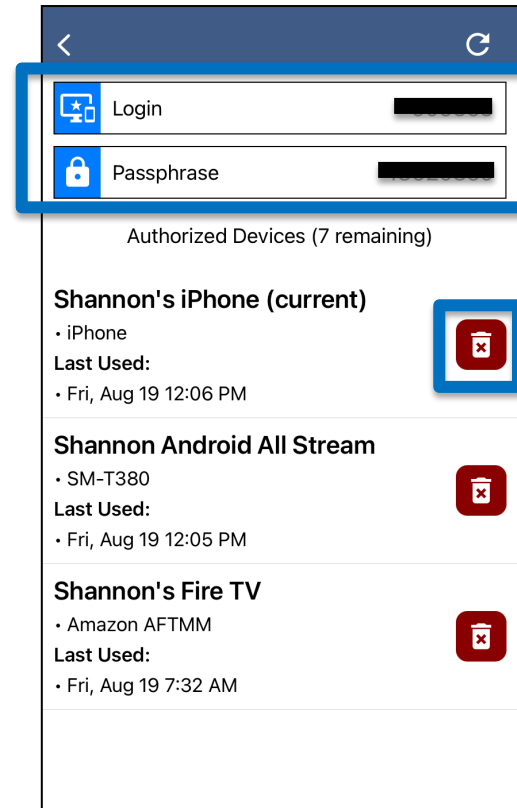 Login
Passphrase
Authorized Devices (7 remaining)
Shannon's iPhone (current)
• iPhone
Last Used:
• Fri, Aug 19 12:06 PM
Shannon Android All Stream
• SM-T380
Last Used:
• Fri, Aug 19 12:05 PM
Shannon's Fire TV
• Amazon AFTMM
Last Used:
• Fri, Aug 19 7:32 AM